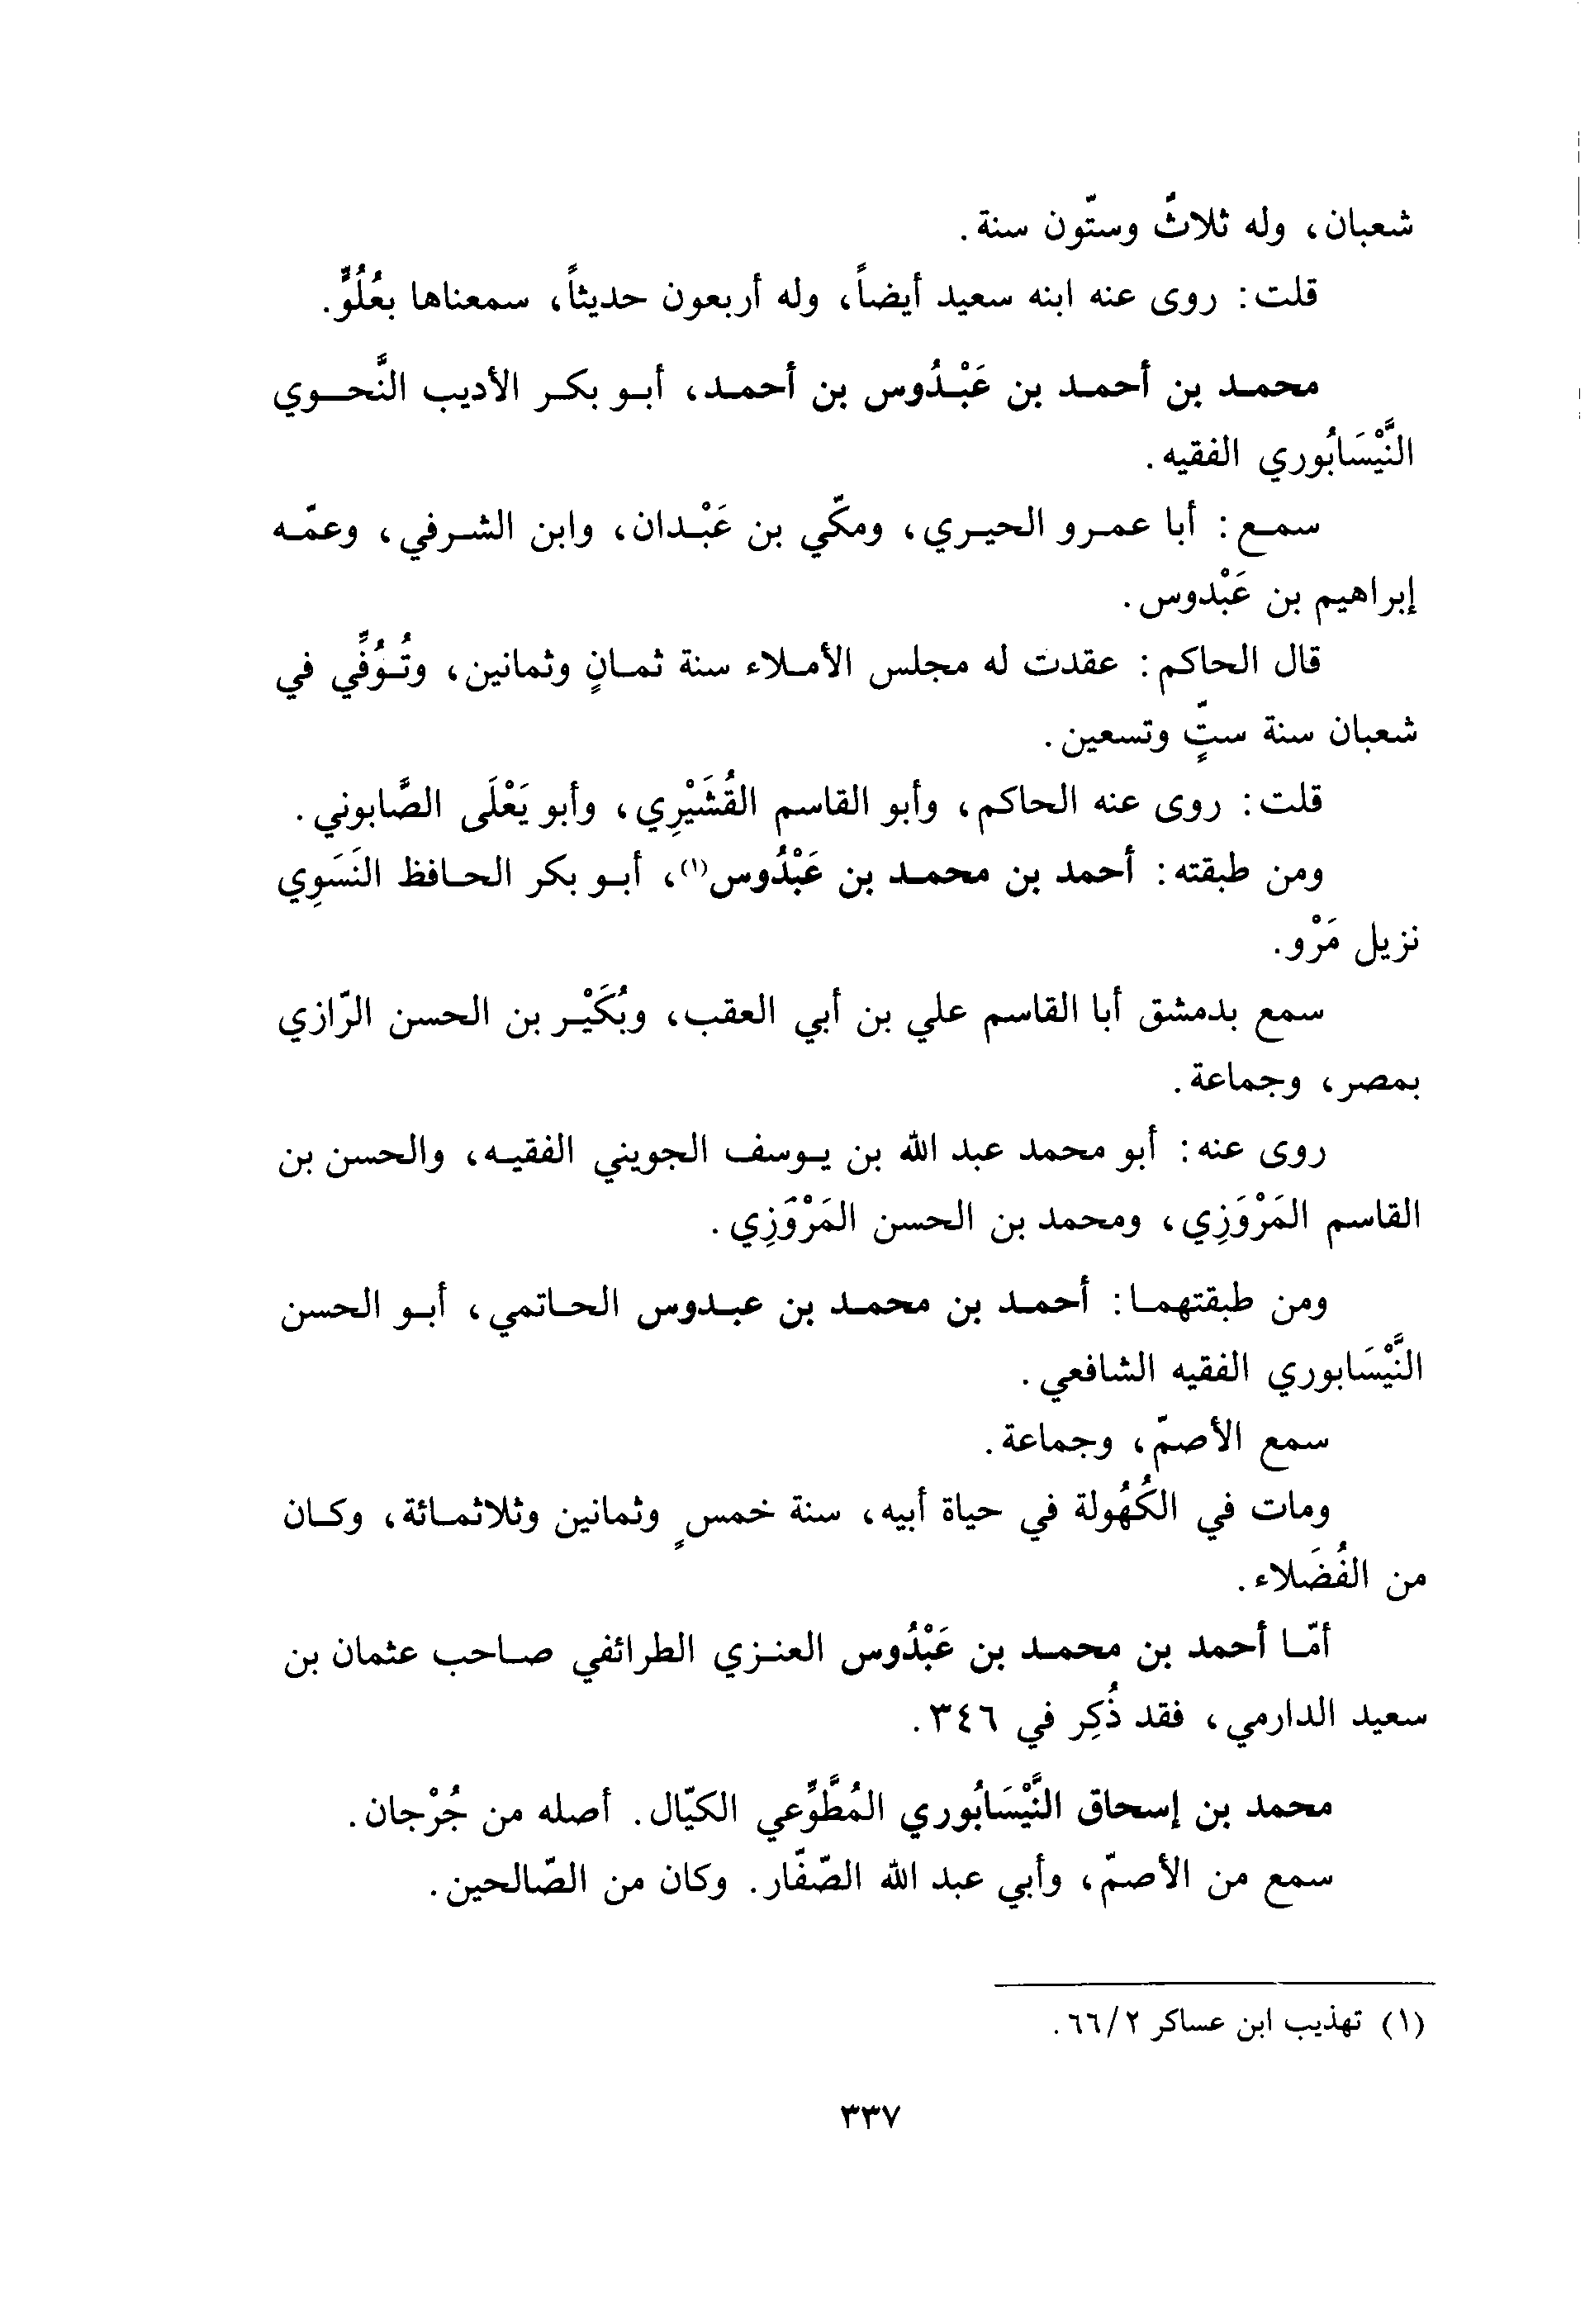 شعبان، وله ثلاثٌ وستّون سنة.
قلت: روى عنه ابنه سعيد أيضاً، وله أربعون حديثاً، سمعناها بعُلُوٍّ.
محمد بن أحمد بن عَبْدُوس بن أحمد، أبو بكر الأديب النَّحوي
النَّيْسَابُوري الفقيه.
سمع: أبا عمرو الحيري، ومكّي بن عَبْدان، وابن الشرفي، وعمّه
إبراهيم بن عَبْدوس.
قال الحاكم: عقدت له مجلس الأملاء سنة ثمانٍ وثمانين، وتُوُفِّي في
شعبان سنة ستٍّ وتسعين.
قلت: روى عنه الحاكم، وأبو القاسم القُشَيْرِي، وأبو يَعْلَى الصَّابوني.
ومن طبقته: أحمد بن محمد بن عَبْدُوس(١)، أبو بكر الحافظ النَسَوِي
نزيل مَرْو.
سمع بدمشق أبا القاسم علي بن أبي العقب، وبُكَيْر بن الحسن الرّازي
بمصر، وجماعة.
روى عنه: أبو محمد عبد الله بن يوسف الجويني الفقيه، والحسن بن
القاسم المَرْوَزِي، ومحمد بن الحسن المَرْوَزِي.
ومن طبقتهما: أحمد بن محمد بن عبدوس الحاتمي، أبو الحسن
النَّيْسَابوري الفقيه الشافعي.
سمع الأصمّ، وجماعة.
ومات في الكُهُولة في حياة أبيه، سنة خمسٍ وثمانين وثلاثمائة، وكان
من الفُضَلاء.
أمّا أحمد بن محمد بن عَبْدُوس العنزي الطرائفي صاحب عثمان بن
سعيد الدارمي، فقد ذُكِر في ٣٤٦.
محمد بن إسحاق النَّيْسَابُوري المُطَّوِّعي الكيّال. أصله من جُرْجان.
سمع من الأصمّ، وأبي عبد الله الصّفّار. وكان من الصّالحين.
(١) تهذيب ابن عساكر ٢/٦٦.
٣٣٧